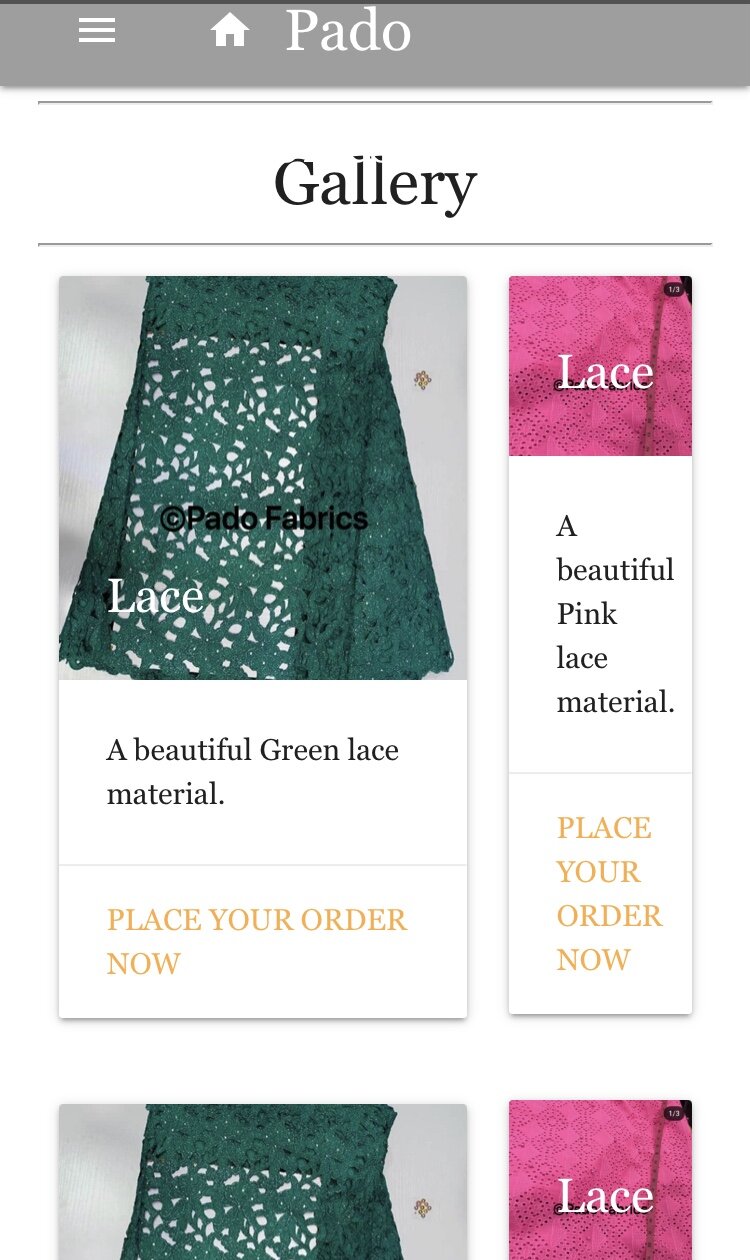 Pado
Gallery
©Pado Fabrics
Lace
A beautiful Green lace
material.
PLACE YOUR ORDER
NOW
1/3
Lace
A
beautiful
Pink
lace
material.
PLACE
YOUR
ORDER
NOW
1/3
Lace